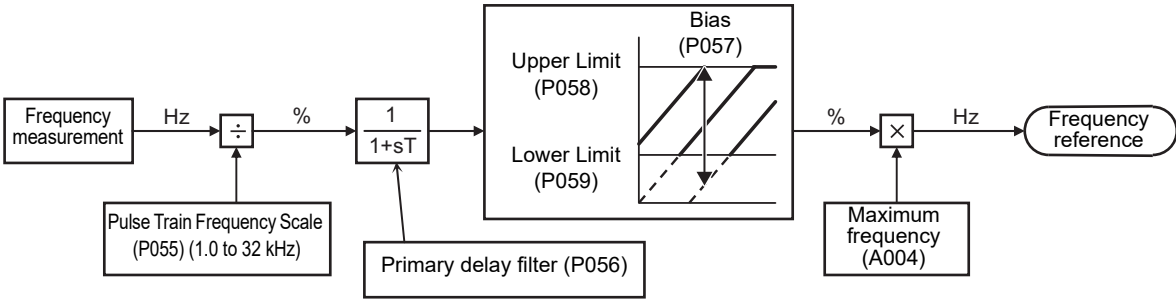 Frequency
measurement
Hz
÷
%
1
1+sT
Upper Limit
(P058)
Lower Limit
(P059)
Bias
(P057)
%
×
Hz
Frequency
reference
Pulse Train Frequency Scale
(P055) (1.0 to 32 kHz)
Primary delay filter (P056)
Maximum
frequency
(A004)